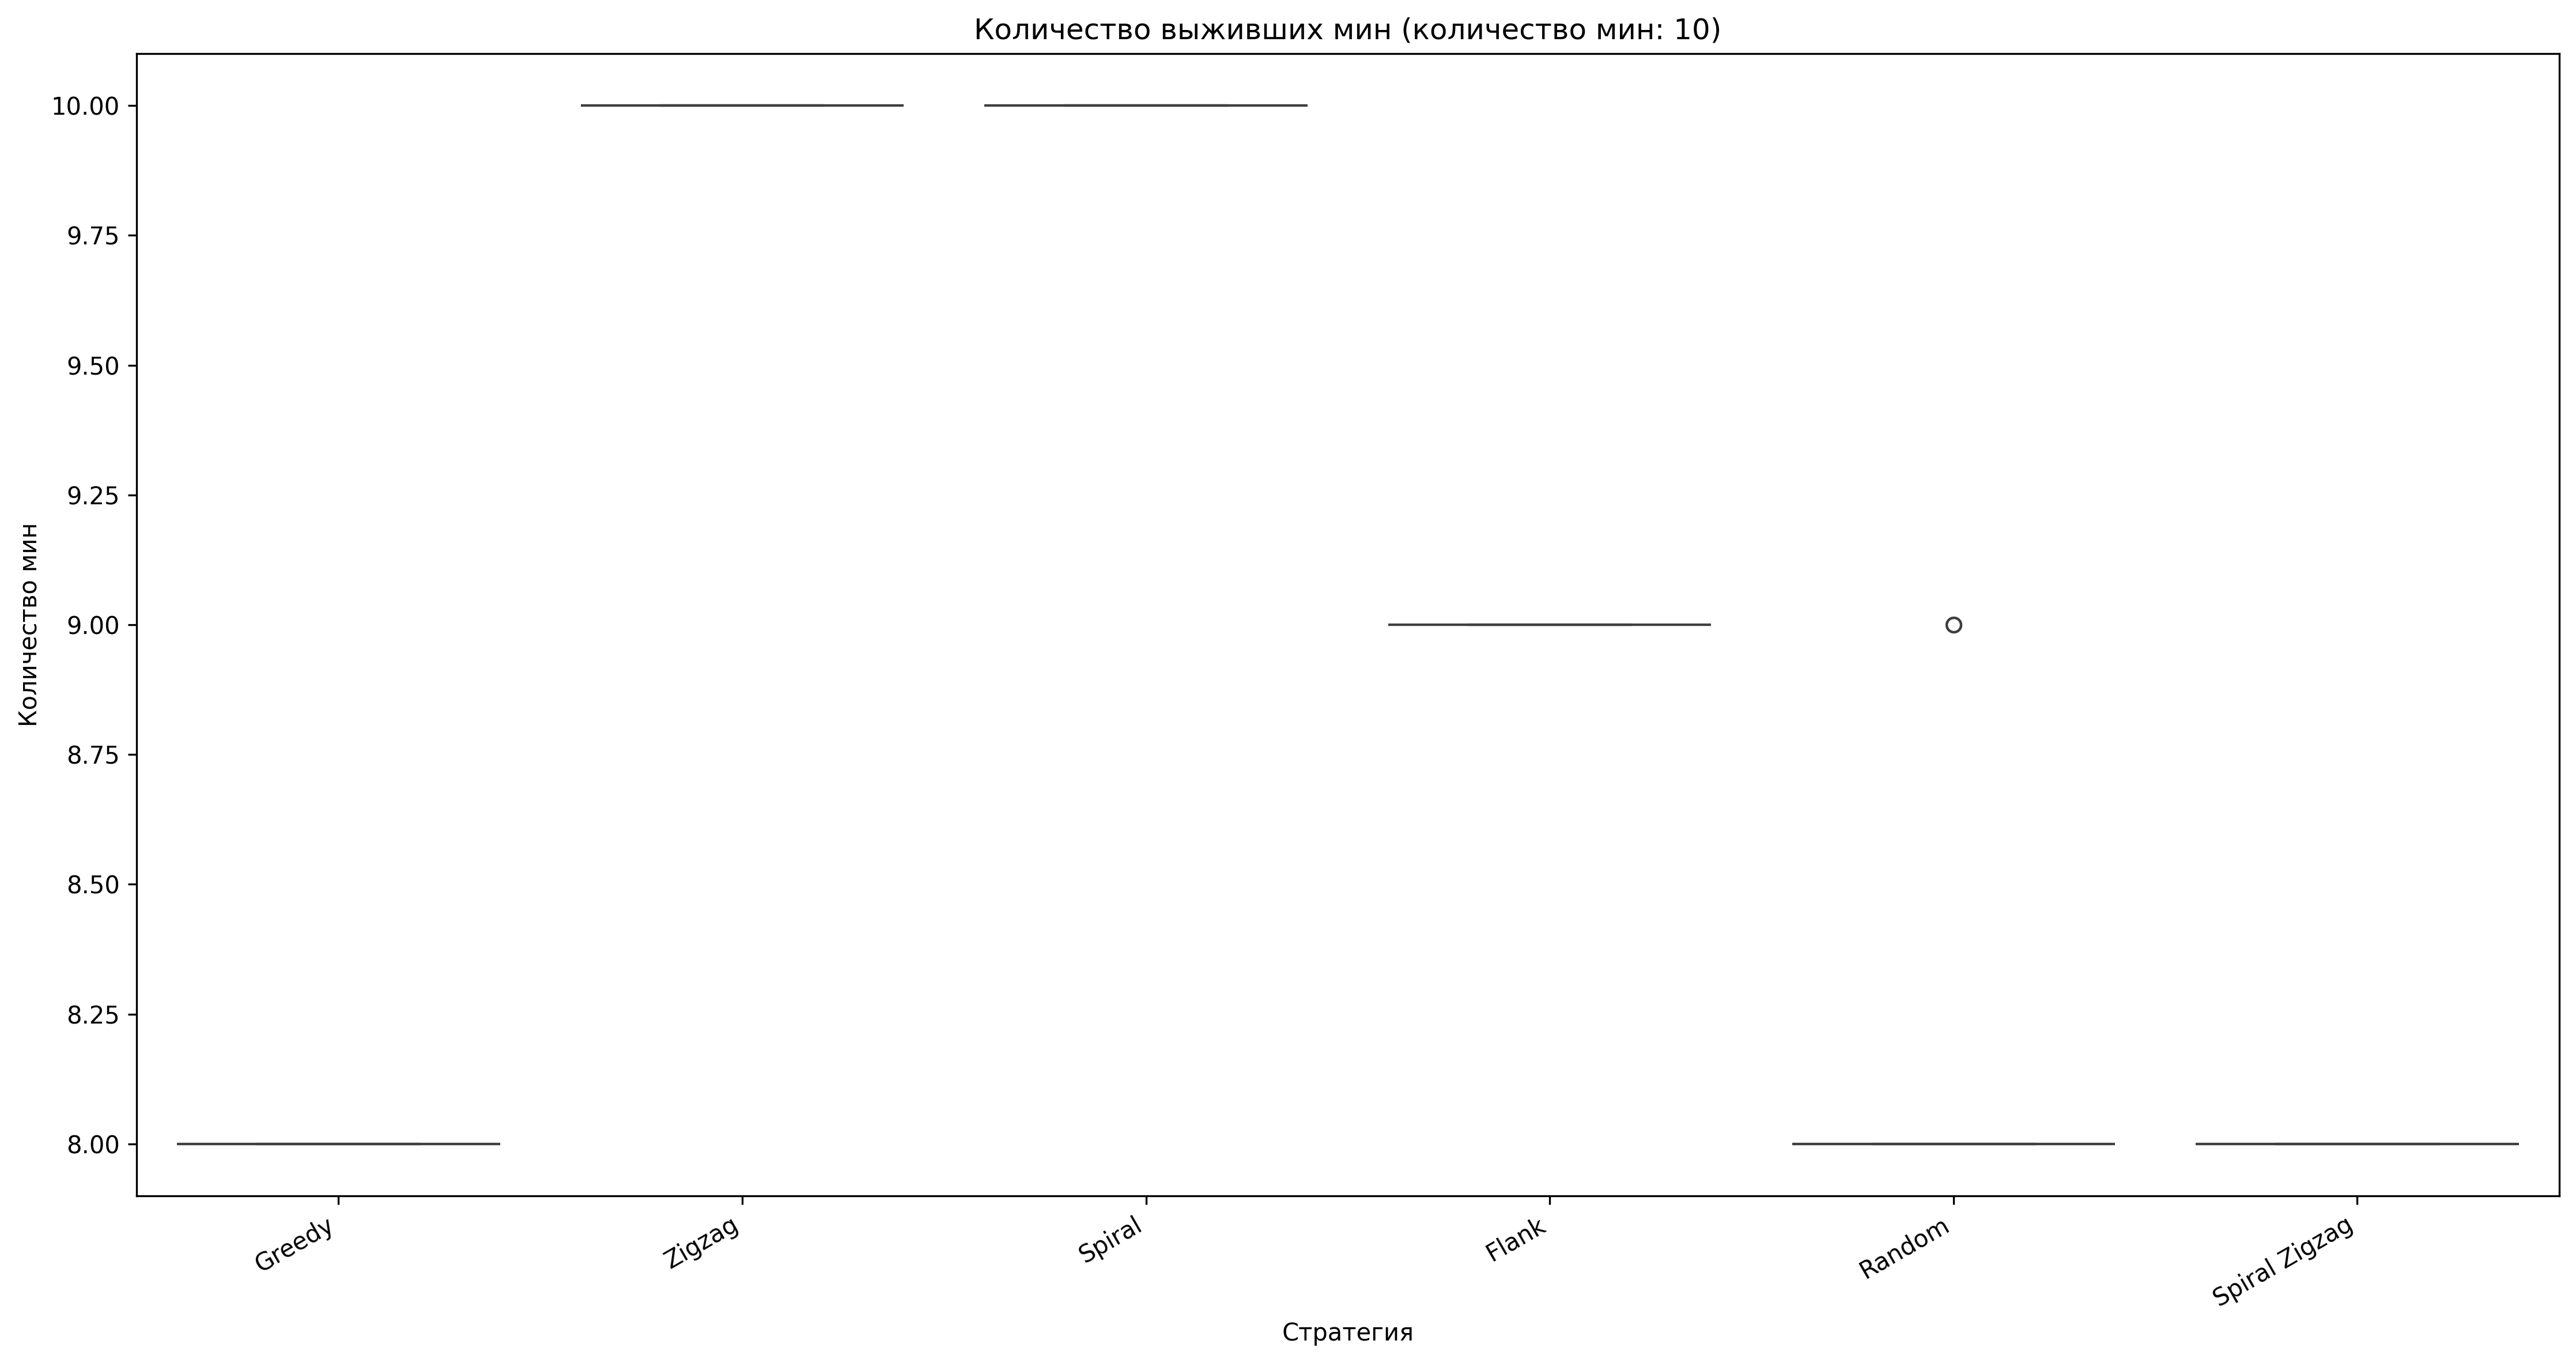 Количество выживших мин (количество мин: 10)
Количество мин
10.00
9.75
9.50
9.25
9.00
8.75
8.50
8.25
8.00
Greedy
Zigzag
Spiral
Flank
Random
Spiral Zigzag
Стратегия